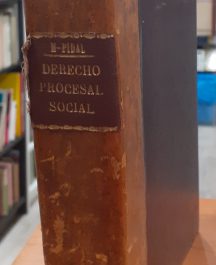 M-PIDAL
DERECHO
PROCESAL
SOCIAL